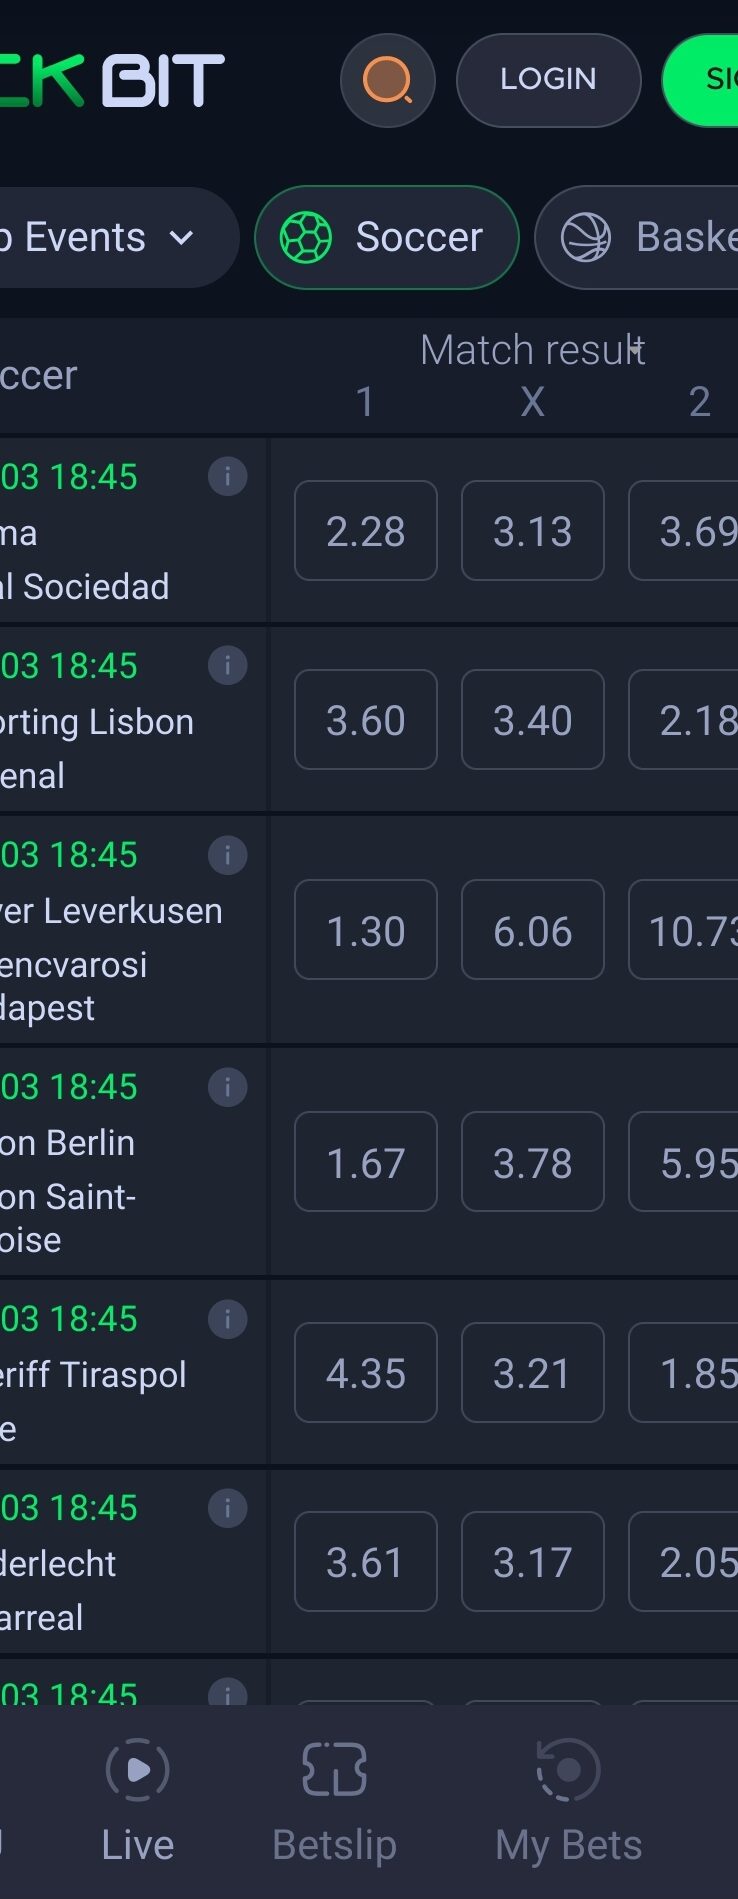 CK BIT
LOGIN
SIG
p Events
Soccer
Baske
ccer
Match result
1 X 2
03 18:45
ma
al Sociedad
2.28 3.13 3.69
03 18:45
orting Lisbon
enal
3.60 3.40 2.18
03 18:45
yer Leverkusen
encvarosi
dapest
1.30 6.06 10.73
03 18:45
on Berlin
on Saint-
oise
1.67 3.78 5.95
03 18:45
eriff Tiraspol
e
4.35 3.21 1.85
03 18:45
derlecht
arreal
3.61 3.17 2.05
03 18:45
Live
Betslip
My Bets